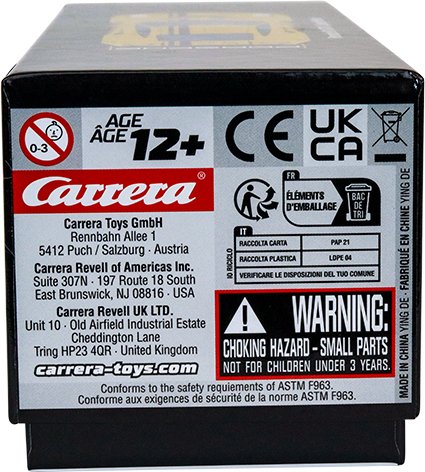 0-3
AGE
ÂGE
12+
CE
UK
CA
Carrera
Carrera Toys GmbH
Rennbahn Allee 1
5412 Puch / Salzburg · Austria
Carrera Revell of Americas Inc.
Suite 307N · 197 Route 18 South
East Brunswick, NJ 08816 · USA
Carrera Revell UK LTD.
Unit 10 · Old Airfield Industrial Estate
Cheddington Lane
Tring HP23 4QR · United Kingdom
carrera-toys.com
FR
ÉLÉMENTS
D'EMBALLAGE
BAC
DE
TRI
IT
IO RICICLO
RACCOLTA CARTA PAP 21
RACCOLTA PLASTICA LDPE 04
VERIFICARE LE DISPOSIZIONI DEL TUO COMUNE
WARNING:
CHOKING HAZARD – SMALL PARTS
NOT FOR CHILDREN UNDER 3 YEARS.
MADE IN CHINA YING DE · FABRIQUÉ EN CHINE YING DE ·
Conforms to the safety requirements of ASTM F963.
Conforme aux exigences de sécurité de la norme ASTM F963.